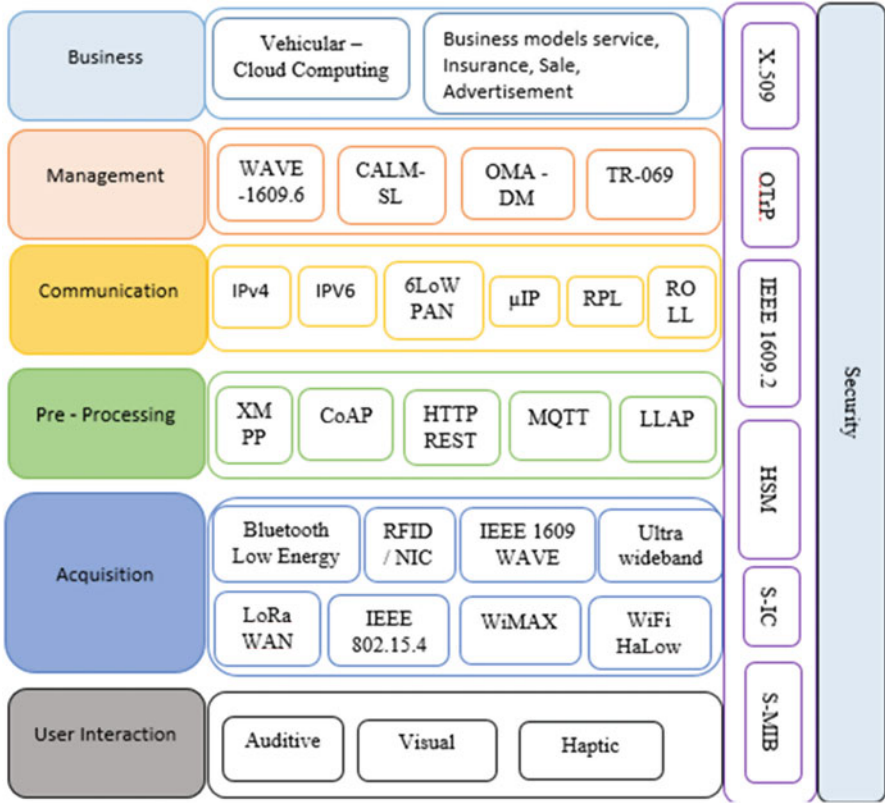 Business
Vehicular –
Cloud Computing
Business models service,
Insurance, Sale,
Advertisement
Management
WAVE
-1609.6
CALM-
SL
OMA -
DM
TR-069
Communication
IPv4
IPV6
6LoW
PAN
µIP
RPL
RO
LL
Pre - Processing
XM
PP
CoAP
HTTP
REST
MQTT
LLAP
Acquisition
Bluetooth
Low Energy
RFID
/ NIC
IEEE 1609
WAVE
Ultra
wideband
LoRa
WAN
IEEE
802.15.4
WiMAX
WiFi
HaLow
User Interaction
Auditive
Visual
Haptic
X.509
OTrP.
IEEE 1609.2
HSM
S-IC
S-MIB
Security